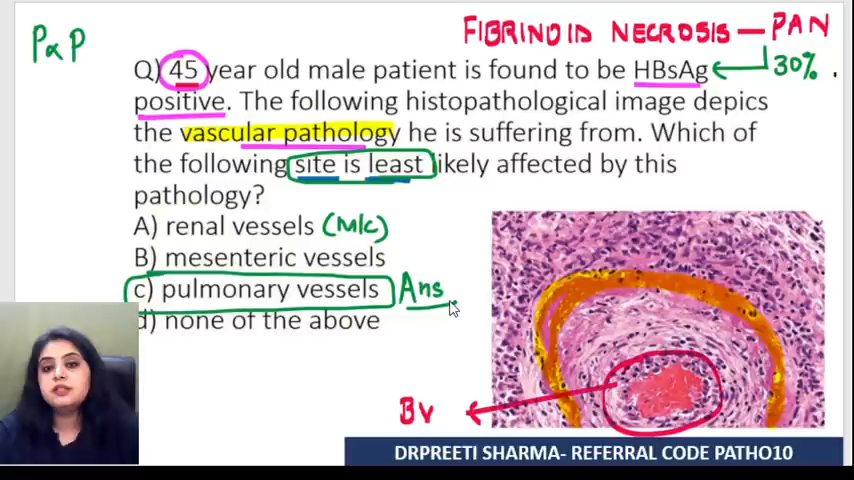 PαP
FIBRINOID NECROSIS — PAN
Q) 45 year old male patient is found to be HBsAg
30%
positive. The following histopathological image depics
the vascular pathology he is suffering from. Which of
the following site is least likely affected by this
pathology?
A) renal vessels (M/c)
B) mesenteric vessels
c) pulmonary vessels Ans
d) none of the above
BV
DRPREETI SHARMA- REFERRAL CODE PATHO10